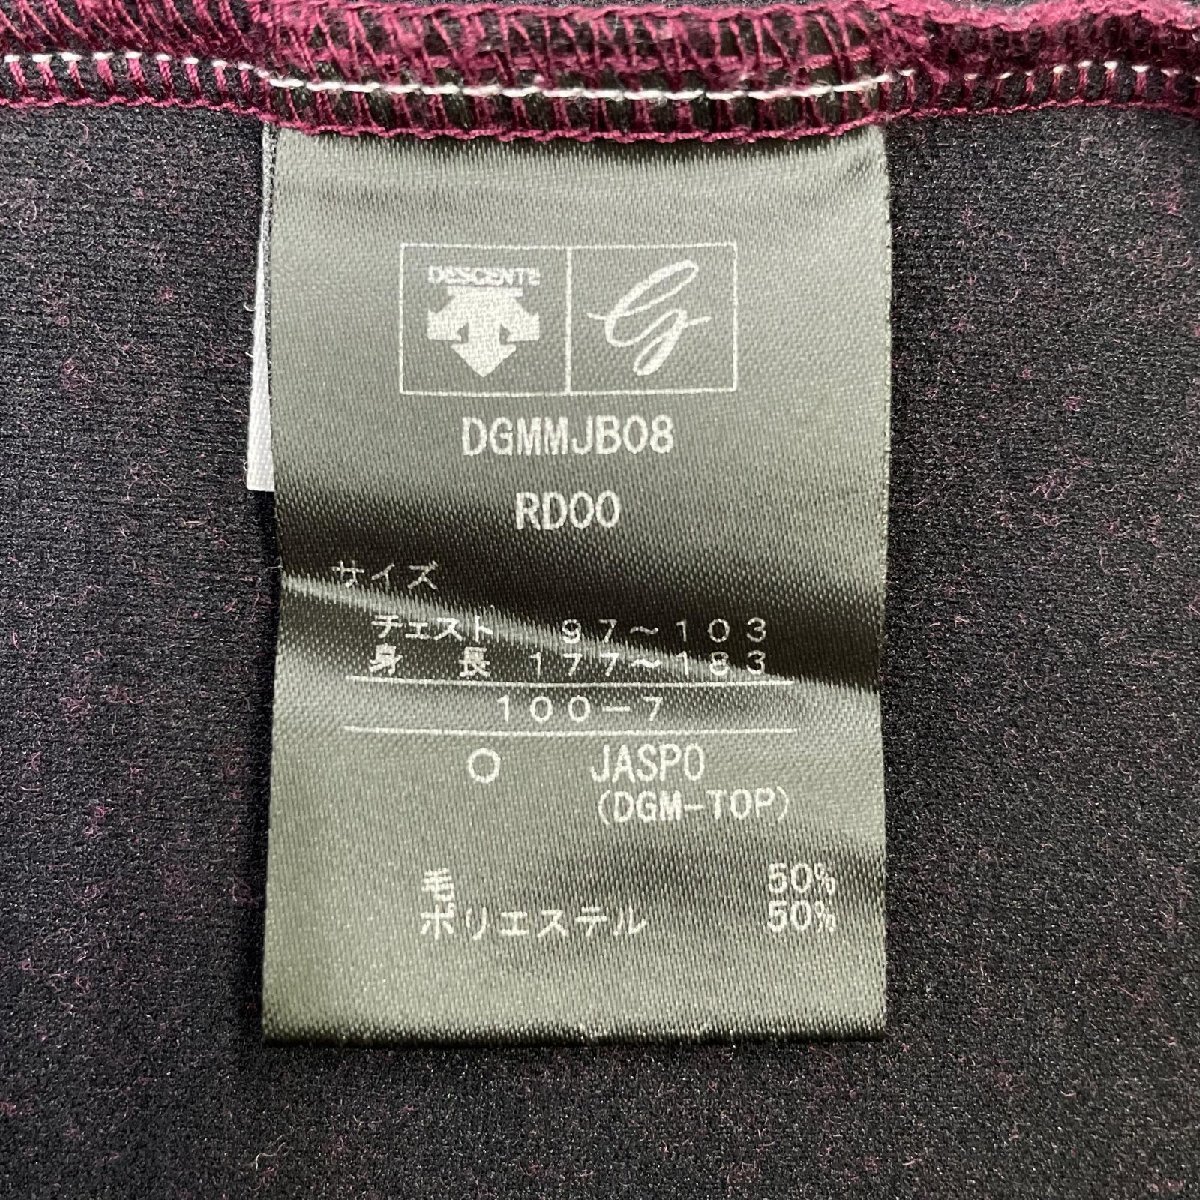 DESCENTE G
DGMMJB08
RD00
サイズ
チェスト 97～103
身 長 177～183
100-7
O JASPO
(DGM-TOP)
毛 50%
ポリエステル 50%